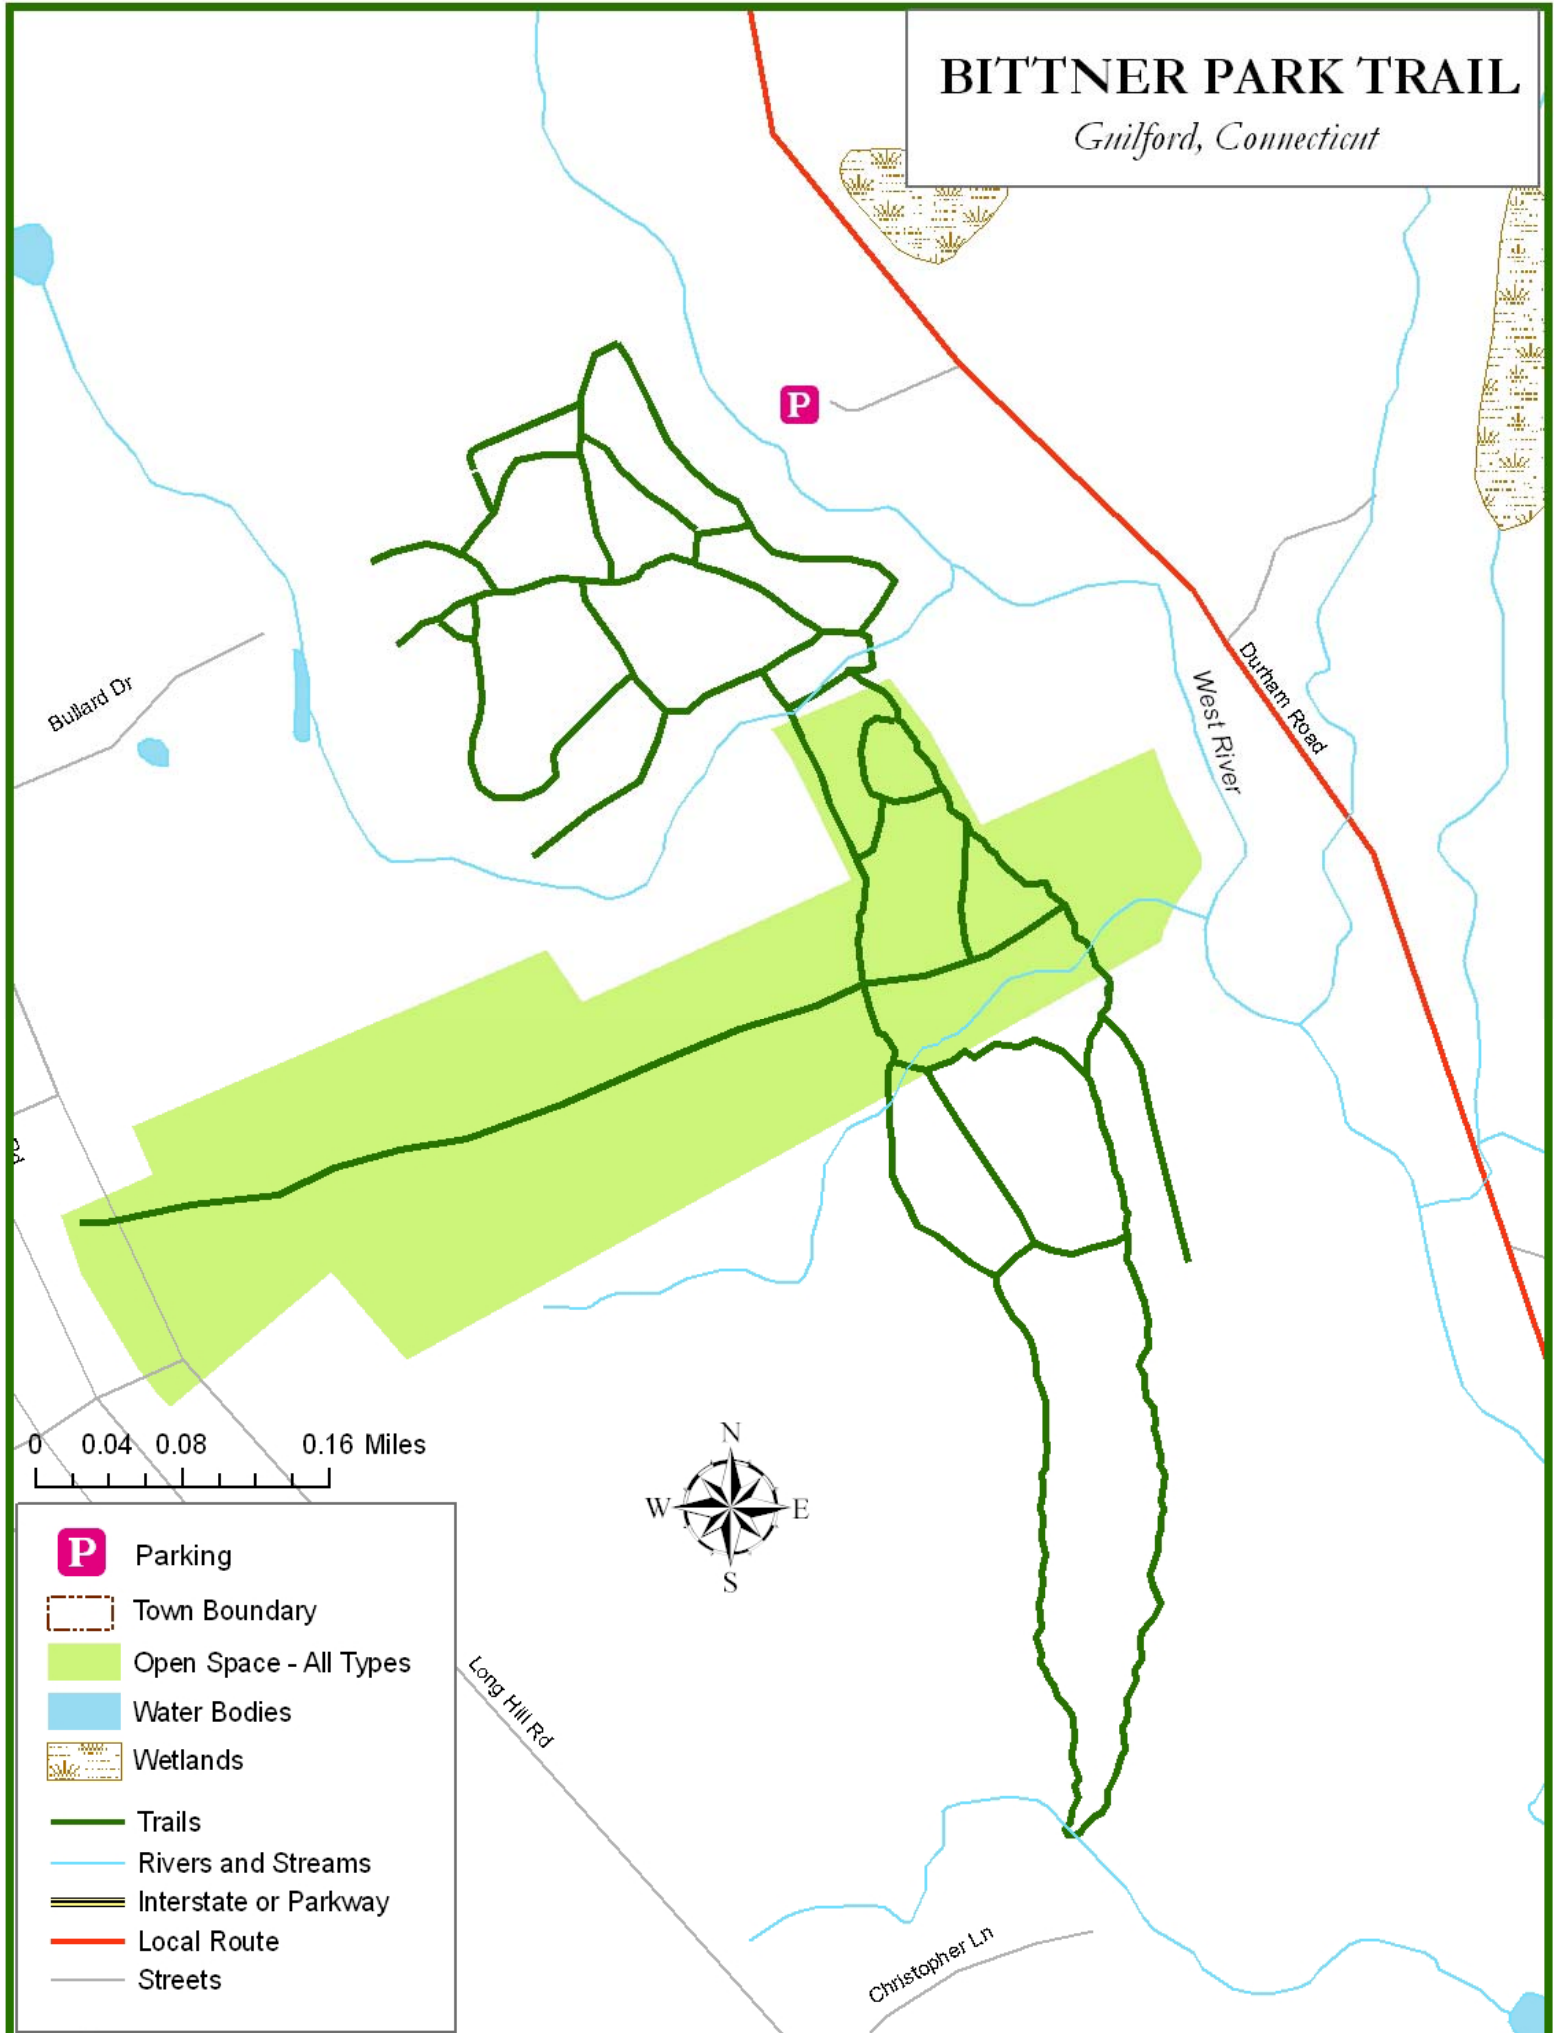 BITTNER PARK TRAIL
Guilford, Connecticut
P
Bullard Dr
Durham Road
West River
Rd
0 0.04 0.08 0.16 Miles
N
W E
S
P Parking
Town Boundary
Open Space - All Types
Water Bodies
Wetlands
Trails
Rivers and Streams
Interstate or Parkway
Local Route
Streets
Long Hill Rd
Christopher Ln